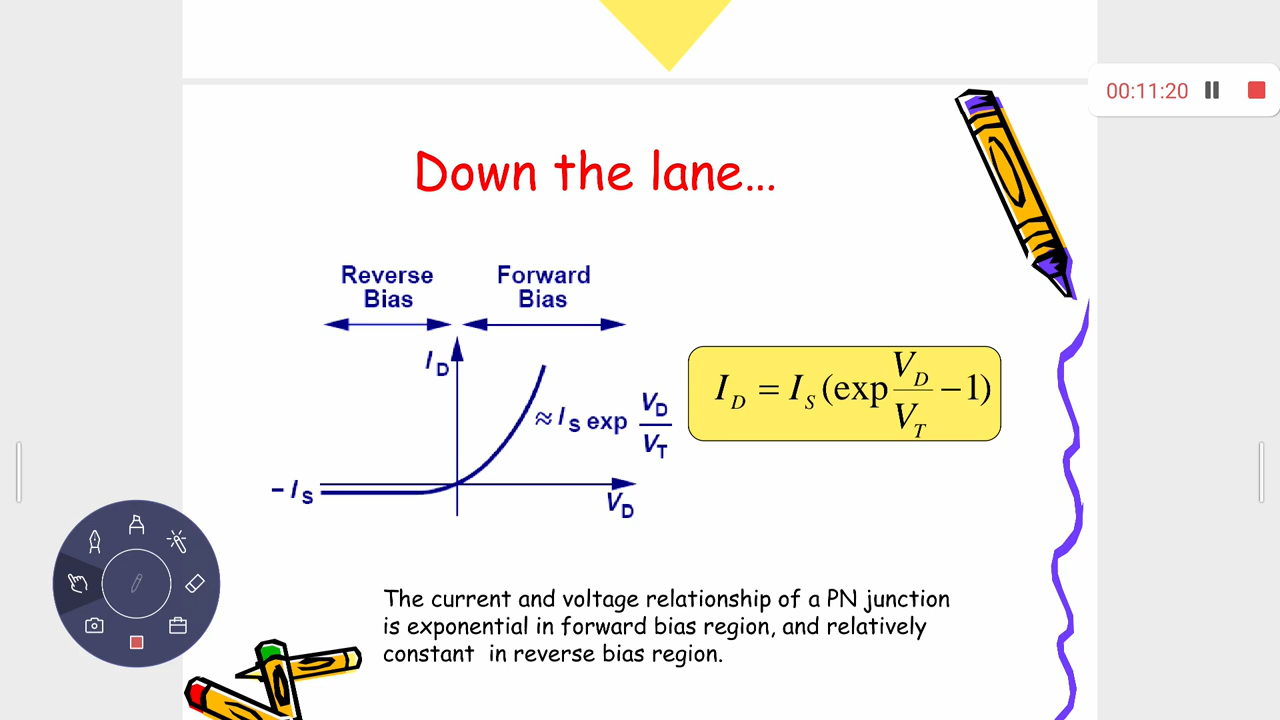 00:11:20
Down the lane...
Reverse Bias
Forward Bias
I_D
≈ I_S exp V_D/V_T
I_D = I_S (exp V_D/V_T − 1)
− I_S
V_D
The current and voltage relationship of a PN junction
is exponential in forward bias region, and relatively
constant in reverse bias region.